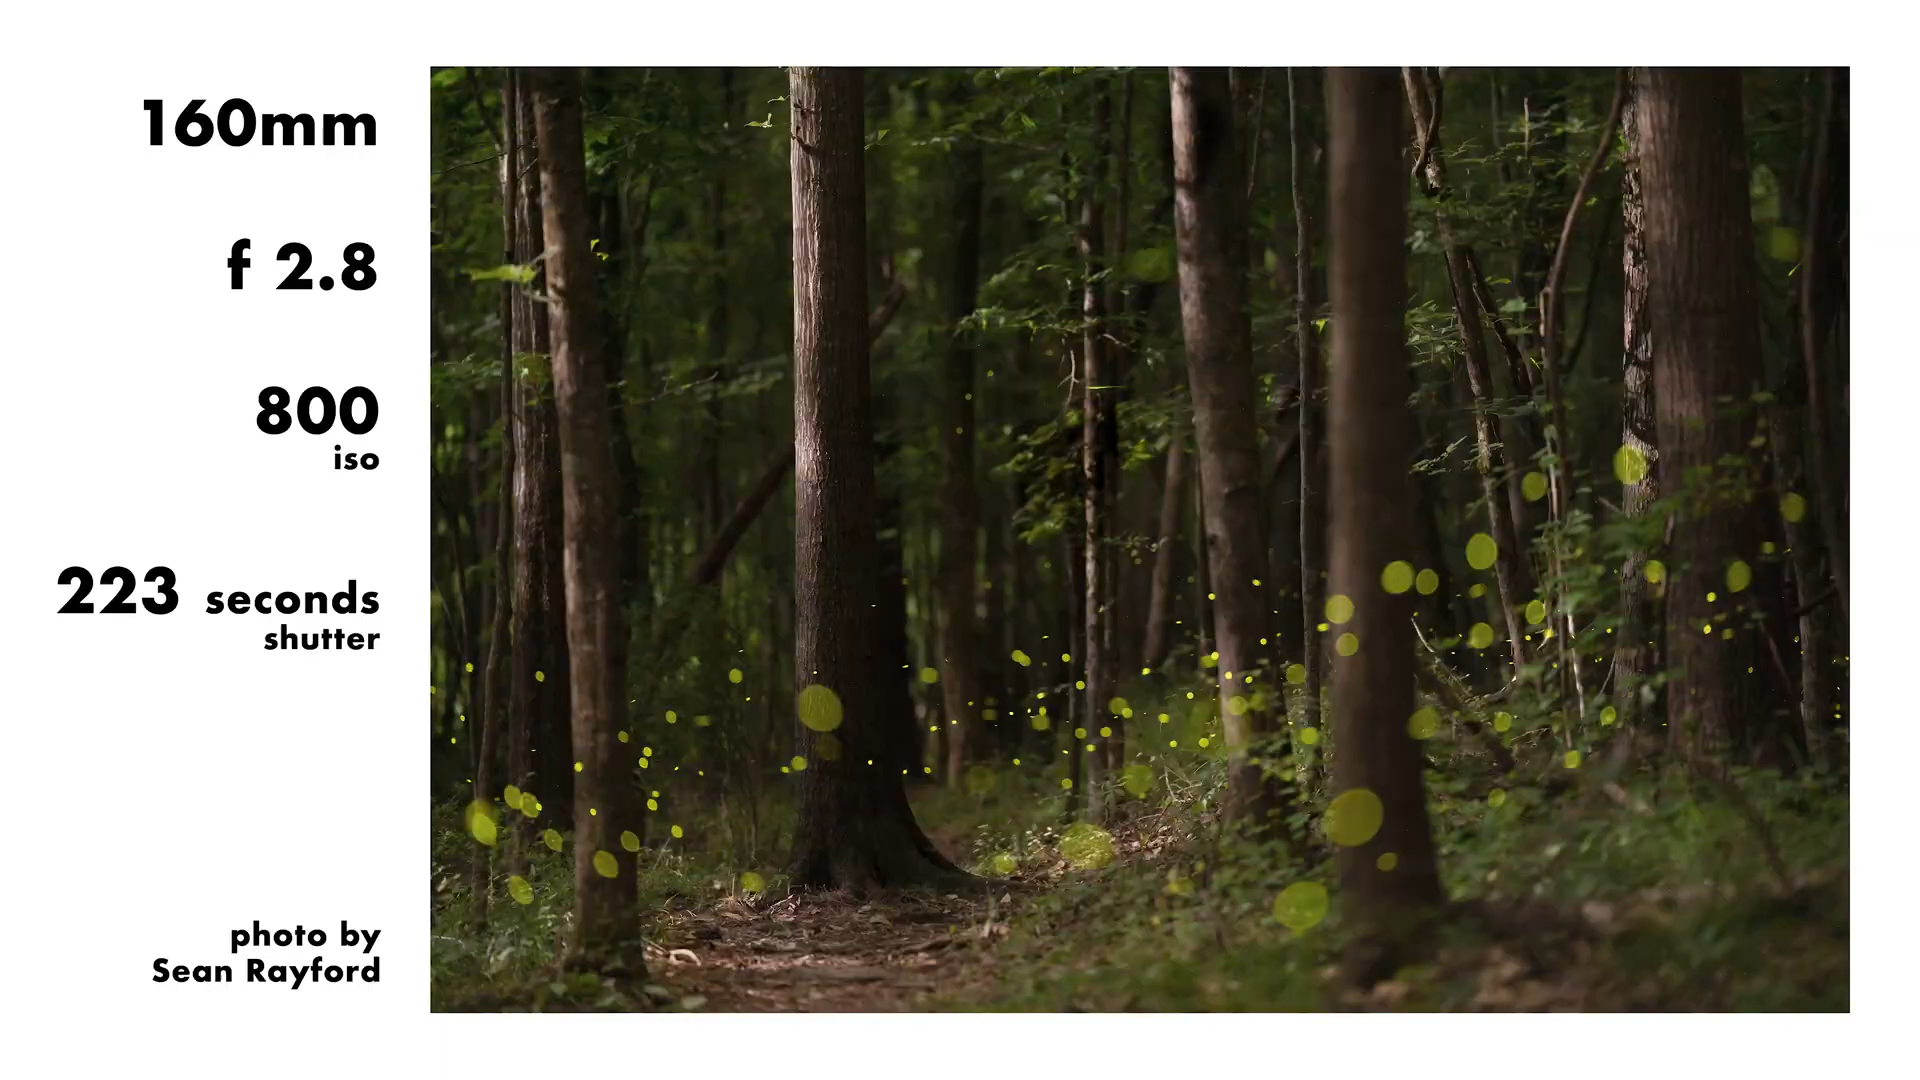 160mm
f 2.8
800
iso
223 seconds
shutter
photo by
Sean Rayford